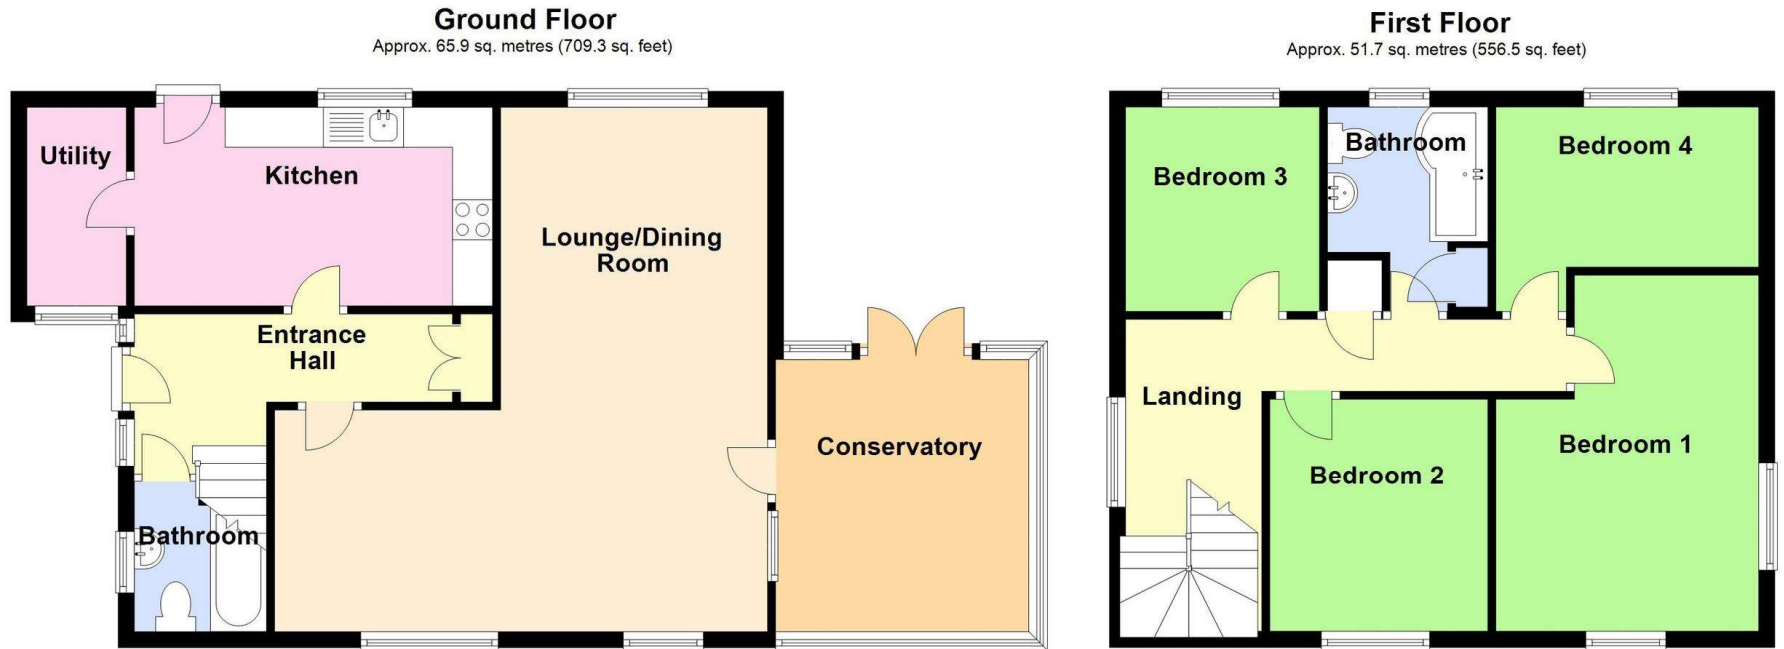 Ground Floor
Approx. 65.9 sq. metres (709.3 sq. feet)
Utility
Kitchen
Lounge/Dining
Room
Entrance
Hall
Conservatory
Bathroom
First Floor
Approx. 51.7 sq. metres (556.5 sq. feet)
Bedroom 3
Bathroom
Bedroom 4
Landing
Bedroom 2
Bedroom 1